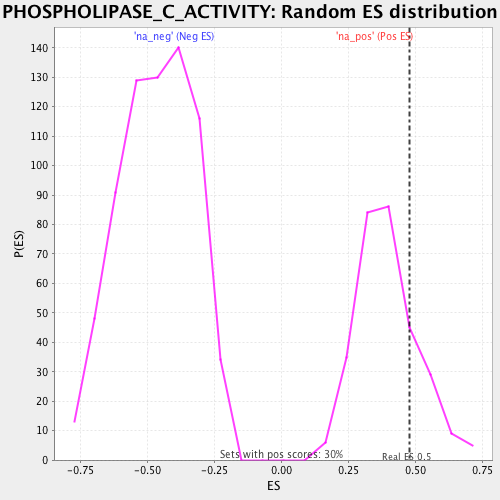 PHOSPHOLIPASE_C_ACTIVITY: Random ES distribution
'na_neg' (Neg ES) 'na_pos' (Pos ES)
140
130
120
110
100
90
80
70
60
50
40
30
20
10
0
P(ES)
Sets with pos scores: 30% Real ES 0.5
-0.75 -0.50 -0.25 0.00 0.25 0.50 0.75
ES